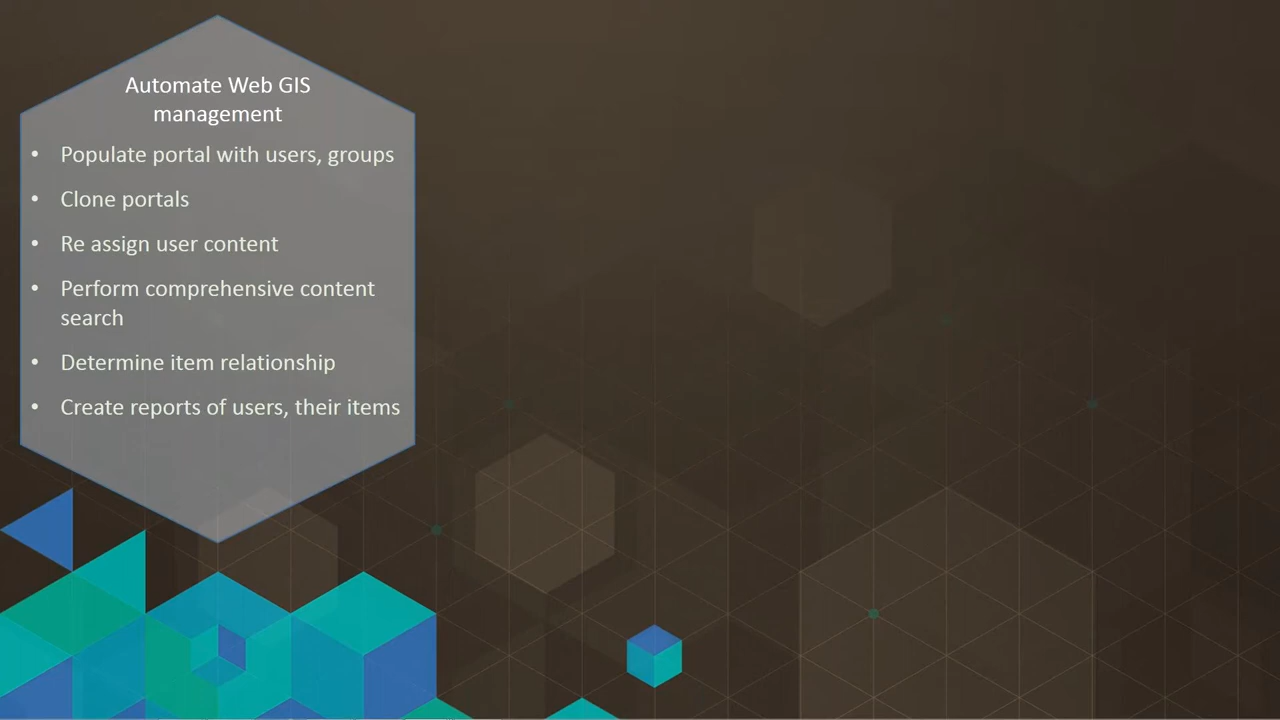 Automate Web GIS
management
• Populate portal with users, groups
• Clone portals
• Re assign user content
• Perform comprehensive content
search
• Determine item relationship
• Create reports of users, their items